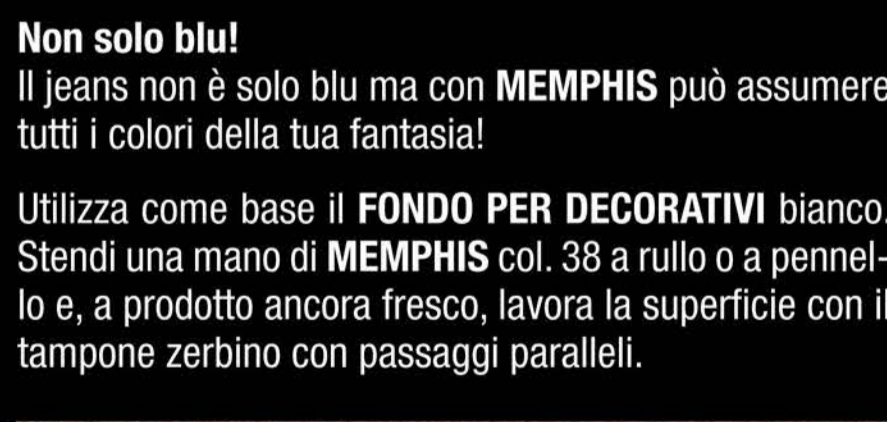 Non solo blu!
Il jeans non è solo blu ma con MEMPHIS può assumere
tutti i colori della tua fantasia!
Utilizza come base il FONDO PER DECORATIVI bianco.
Stendi una mano di MEMPHIS col. 38 a rullo o a pennel-
lo e, a prodotto ancora fresco, lavora la superficie con il
tampone zerbino con passaggi paralleli.